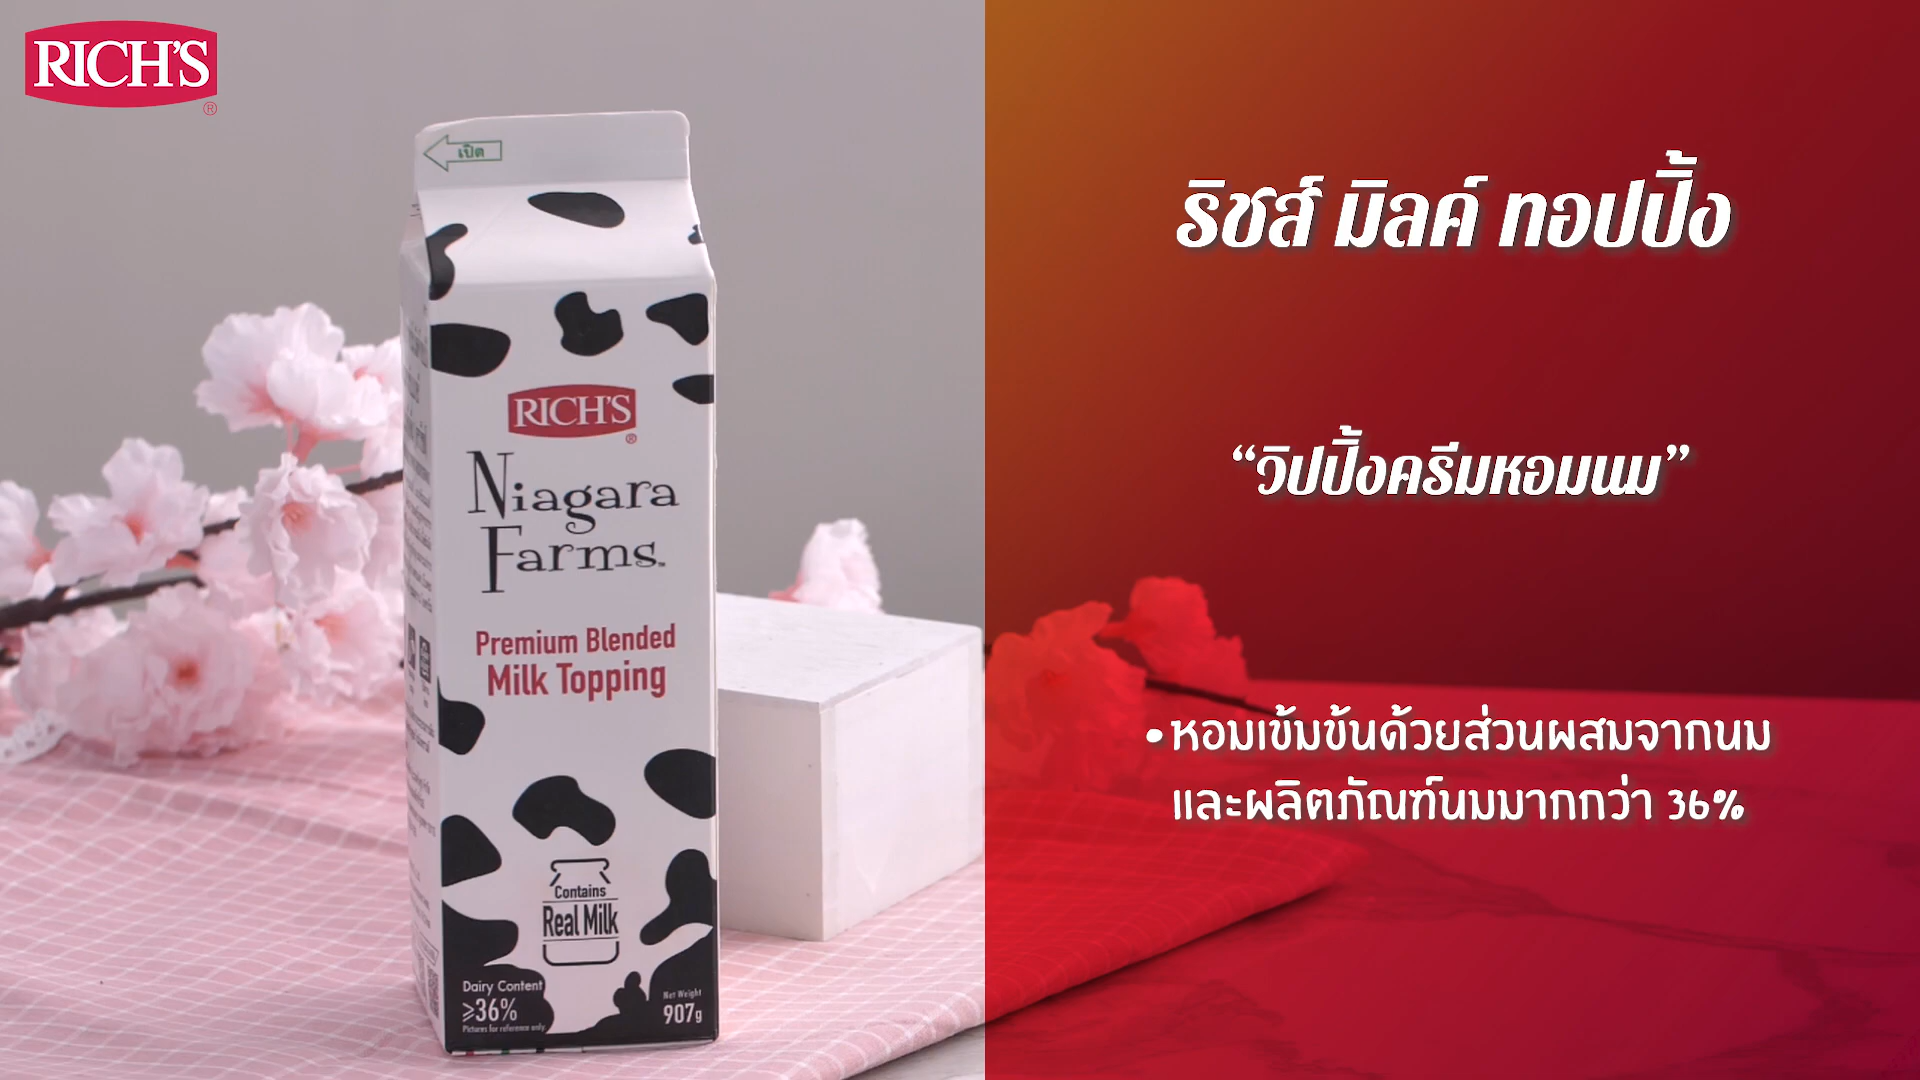 RICH'S
®
เปิด
RICH'S
®
Niagara
Farms
Premium Blended
Milk Topping
Contains
Real Milk
Dairy Content
≥36%
Pictures for reference only.
Net Weight
907g
ริชส์ มิลค์ ทอปปิ้ง
“วิปปิ้งครีมหอมนม”
•หอมเข้มข้นด้วยส่วนผสมจากนม
และผลิตภัณฑ์นมมากกว่า 36%